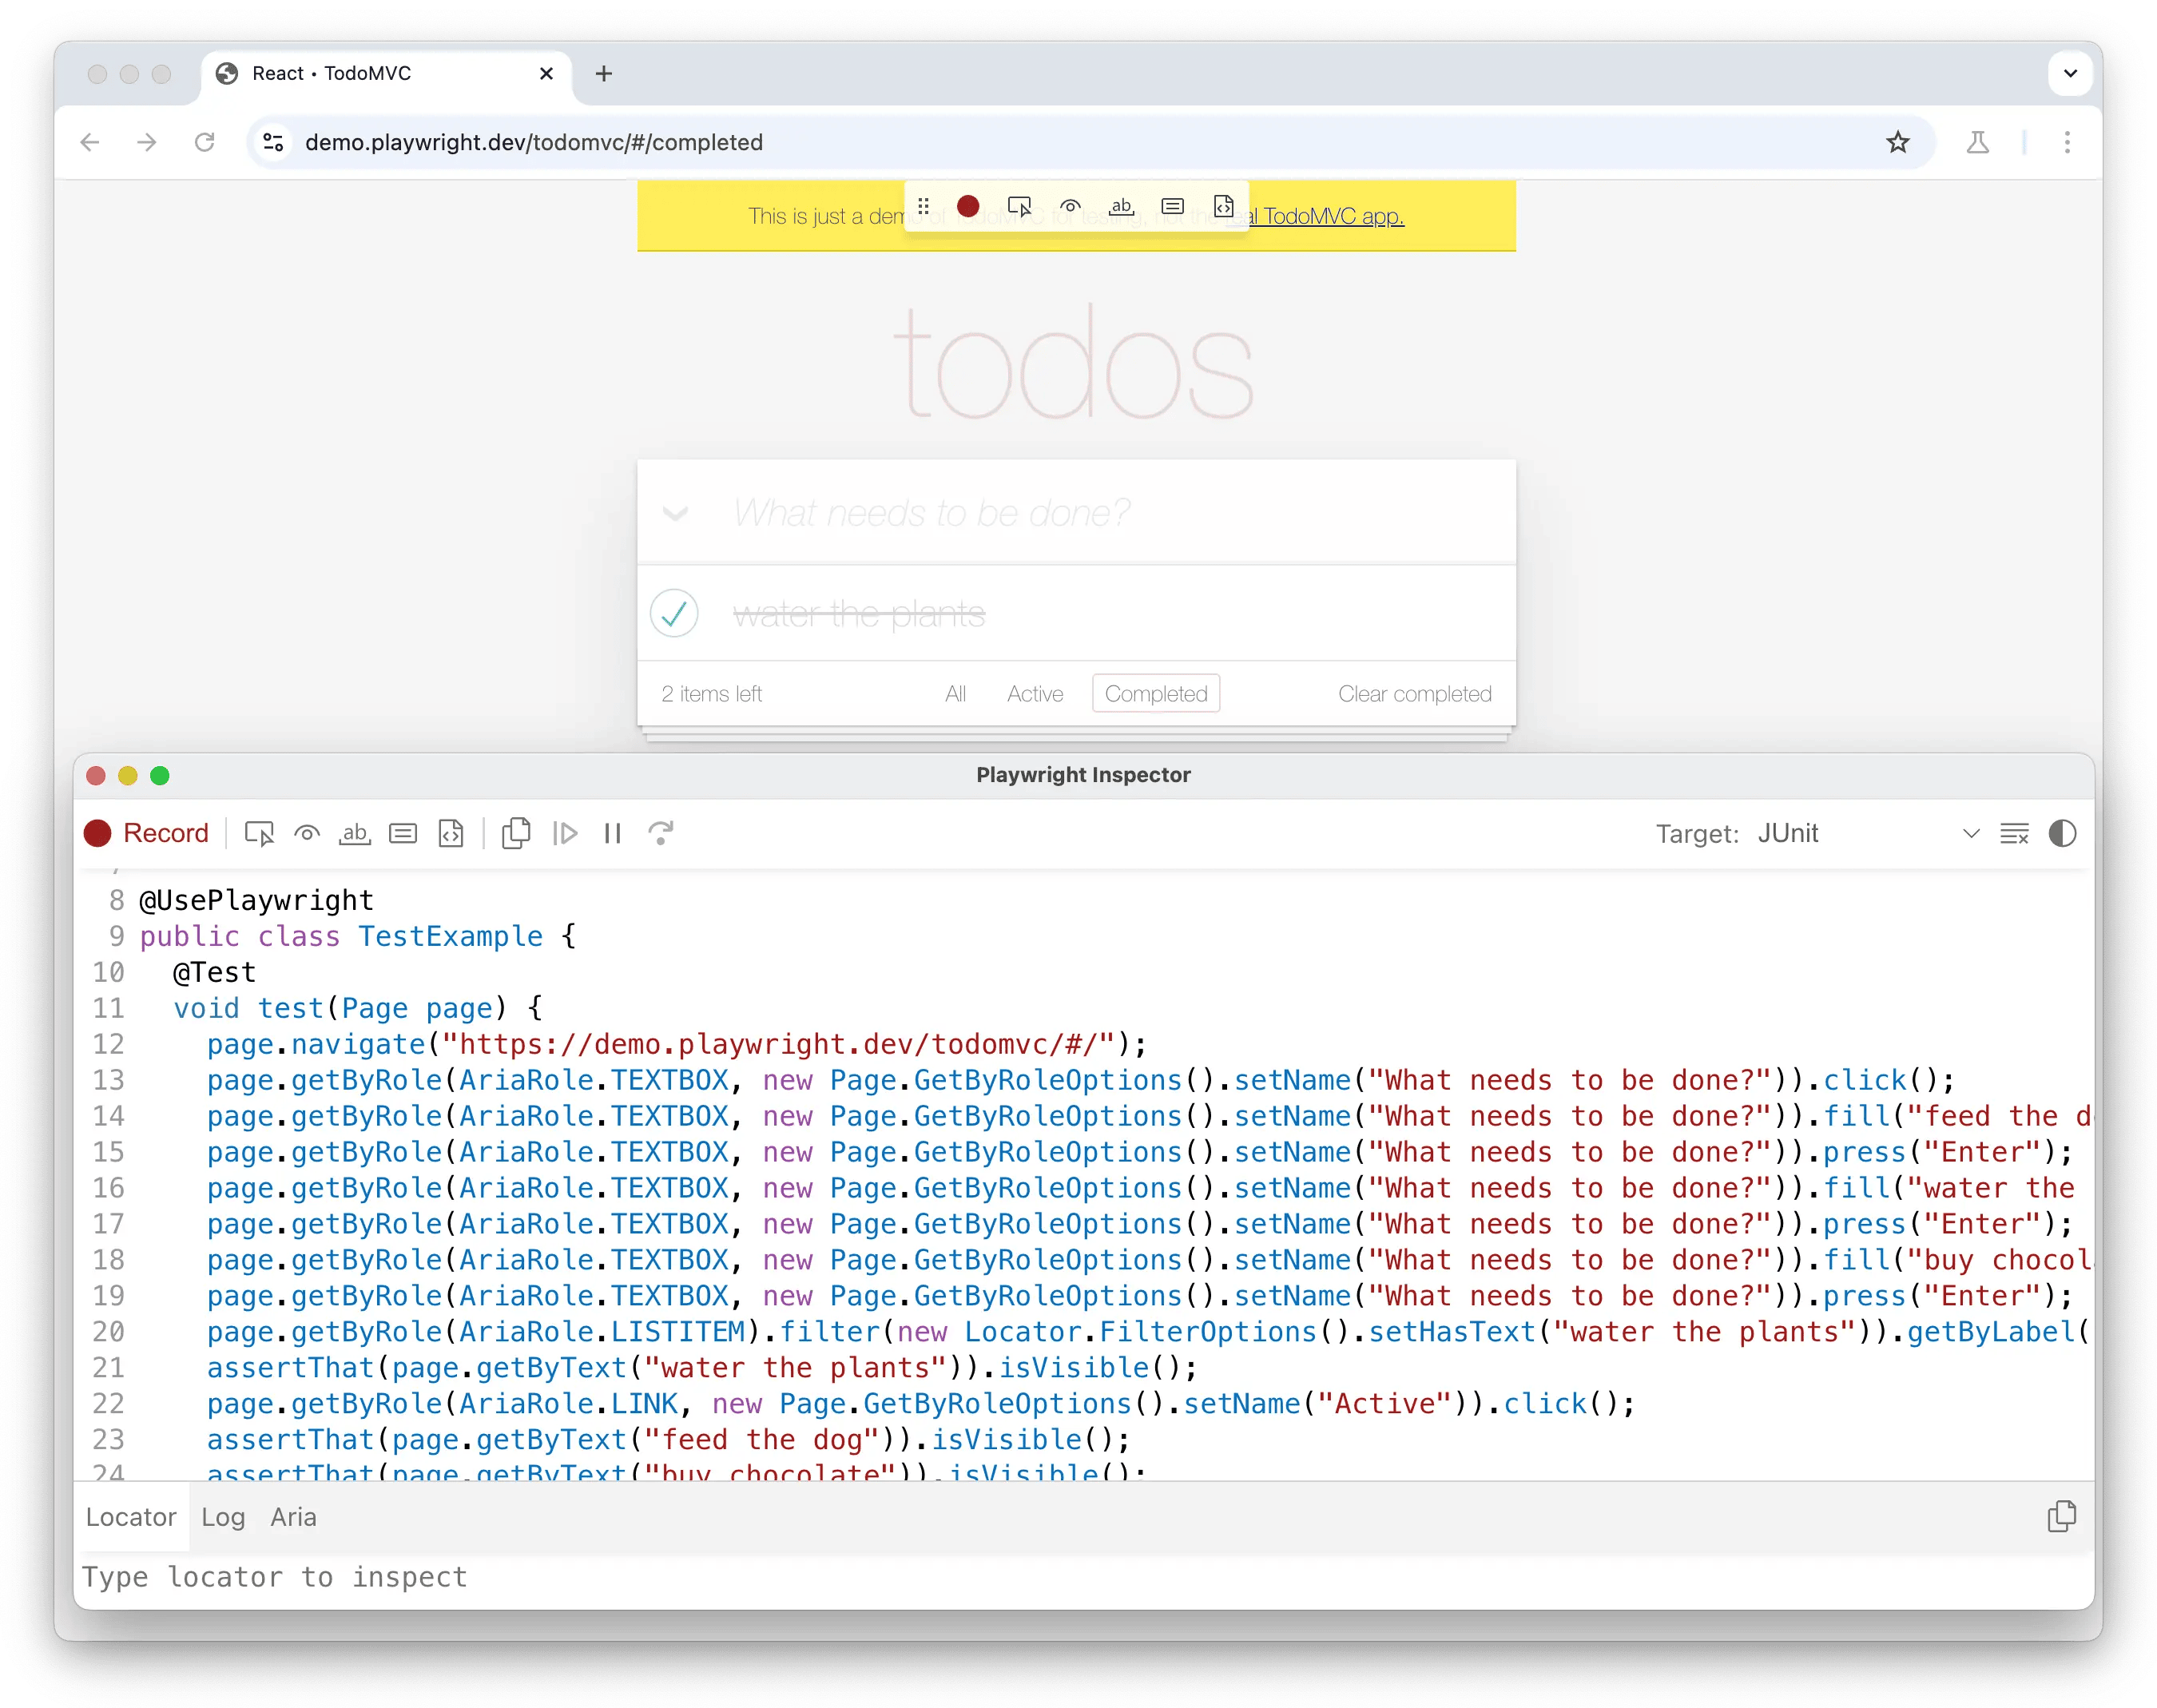 React • TodoMVC
demo.playwright.dev/todomvc/#/completed
This is just a demo of TodoMVC for testing, not the real TodoMVC app.
todos
What needs to be done?
water the plants
2 items left
All
Active
Completed
Clear completed
Playwright Inspector
Record
ab
Target: JUnit
8 @UsePlaywright
9 public class TestExample {
10 @Test
11 void test(Page page) {
12 page.navigate("https://demo.playwright.dev/todomvc/#/");
13 page.getByRole(AriaRole.TEXTBOX, new Page.GetByRoleOptions().setName("What needs to be done?")).click();
14 page.getByRole(AriaRole.TEXTBOX, new Page.GetByRoleOptions().setName("What needs to be done?")).fill("feed the d
15 page.getByRole(AriaRole.TEXTBOX, new Page.GetByRoleOptions().setName("What needs to be done?")).press("Enter");
16 page.getByRole(AriaRole.TEXTBOX, new Page.GetByRoleOptions().setName("What needs to be done?")).fill("water the
17 page.getByRole(AriaRole.TEXTBOX, new Page.GetByRoleOptions().setName("What needs to be done?")).press("Enter");
18 page.getByRole(AriaRole.TEXTBOX, new Page.GetByRoleOptions().setName("What needs to be done?")).fill("buy chocol
19 page.getByRole(AriaRole.TEXTBOX, new Page.GetByRoleOptions().setName("What needs to be done?")).press("Enter");
20 page.getByRole(AriaRole.LISTITEM).filter(new Locator.FilterOptions().setHasText("water the plants")).getByLabel(
21 assertThat(page.getByText("water the plants")).isVisible();
22 page.getByRole(AriaRole.LINK, new Page.GetByRoleOptions().setName("Active")).click();
23 assertThat(page.getByText("feed the dog")).isVisible();
24 assertThat(page.getByText("buy chocolate")).isVisible();
Locator
Log
Aria
Type locator to inspect